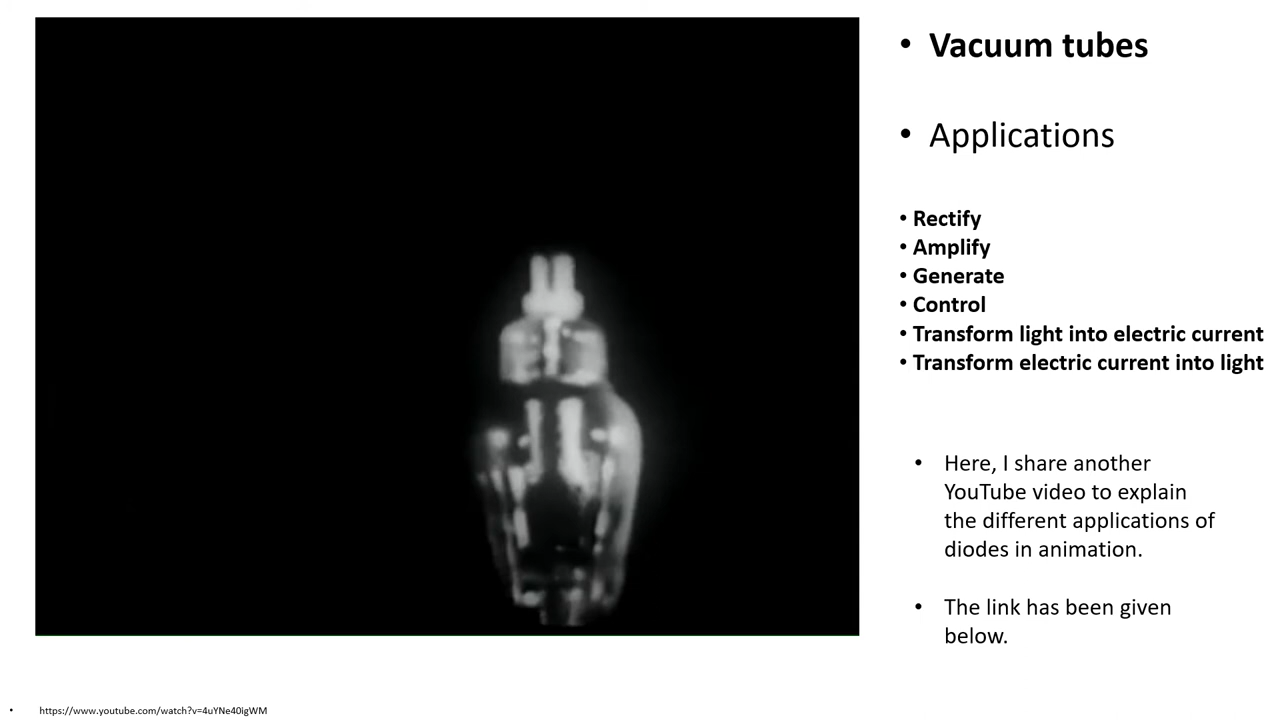 • Vacuum tubes
• Applications
• Rectify
• Amplify
• Generate
• Control
• Transform light into electric current
• Transform electric current into light
• Here, I share another
YouTube video to explain
the different applications of
diodes in animation.
• The link has been given
below.
• https://www.youtube.com/watch?v=4uYNe40igWM